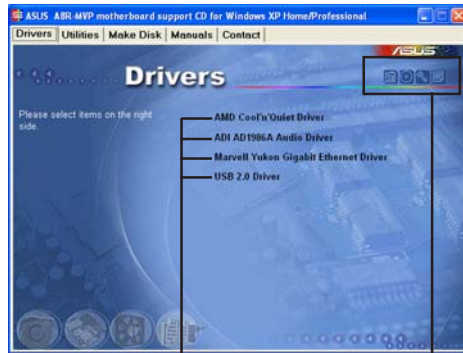 ASUS A8R-MVP motherboard support CD for Windows XP Home/Professional
Drivers Utilities Make Disk Manuals Contact
ASUS
Drivers
Please select items on the right
side.
AMD Cool'n'Quiet Driver
ADI AD1986A Audio Driver
Marvell Yukon Gigabit Ethernet Driver
USB 2.0 Driver